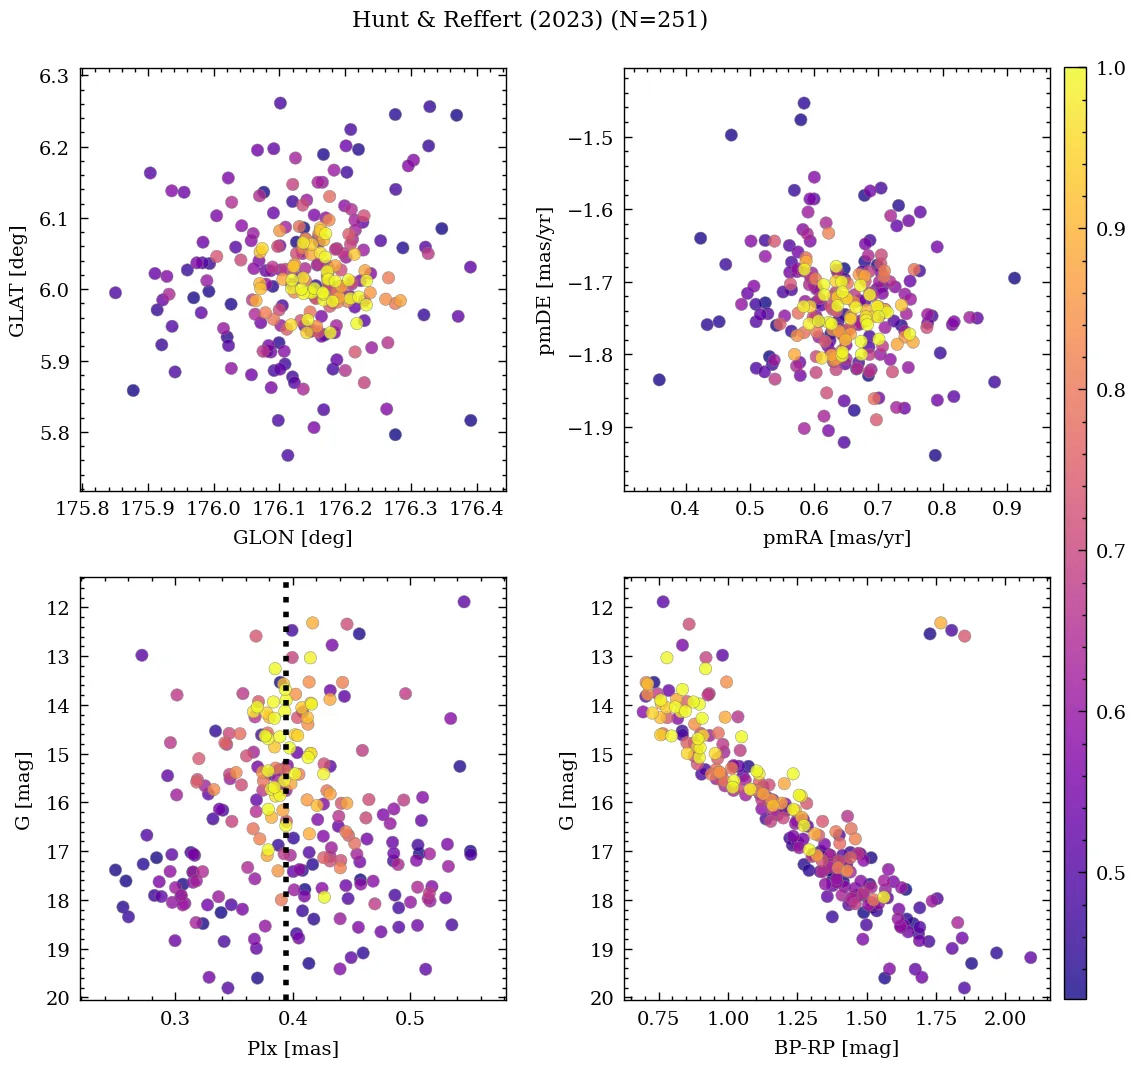 Hunt & Reffert (2023) (N=251)
6.3
6.2
6.1
6.0
5.9
5.8
GLAT [deg]
175.8 175.9 176.0 176.1 176.2 176.3 176.4
GLON [deg]
−1.5
−1.6
−1.7
−1.8
−1.9
pmDE [mas/yr]
0.4 0.5 0.6 0.7 0.8 0.9
pmRA [mas/yr]
1.0
0.9
0.8
0.7
0.6
0.5
12
13
14
15
16
17
18
19
20
G [mag]
0.3 0.4 0.5
Plx [mas]
12
13
14
15
16
17
18
19
20
G [mag]
0.75 1.00 1.25 1.50 1.75 2.00
BP-RP [mag]